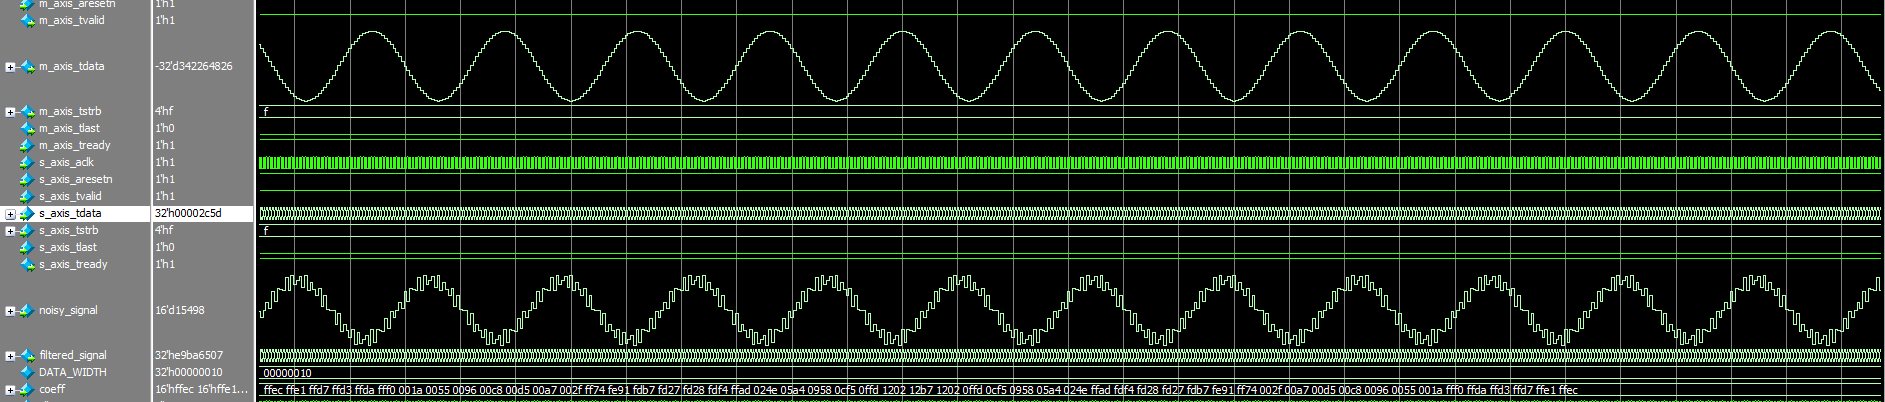 m_axis_aresetn 1'h1
m_axis_tvalid 1'h1
m_axis_tdata -32'd342264826
m_axis_tstrb 4'hf f
m_axis_tlast 1'h0
m_axis_tready 1'h1
s_axis_aclk 1'h1
s_axis_aresetn 1'h1
s_axis_tvalid 1'h1
s_axis_tdata 32'h00002c5d
s_axis_tstrb 4'hf f
s_axis_tlast 1'h0
s_axis_tready 1'h1
noisy_signal 16'd15498
filtered_signal 32'he9ba6507
DATA_WIDTH 32'h00000010 00000010
coeff 16'hffec 16'hffe1... ffec ffe1 ffd7 ffd3 ffda fff0 001a 0055 0096 00c8 00d5 00a7 002f ff74 fe91 fdb7 fd27 fd28 fdf4 ffad 024e 05a4 0958 0cf5 0ffd 1202 12b7 1202 0ffd 0cf5 0958 05a4 024e ffad fdf4 fd28 fd27 fdb7 fe91 ff74 002f 00a7 00d5 00c8 0096 0055 001a fff0 ffda ffd3 ffd7 ffe1 ffec